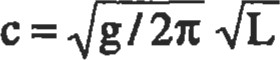 c = √g / 2π √L